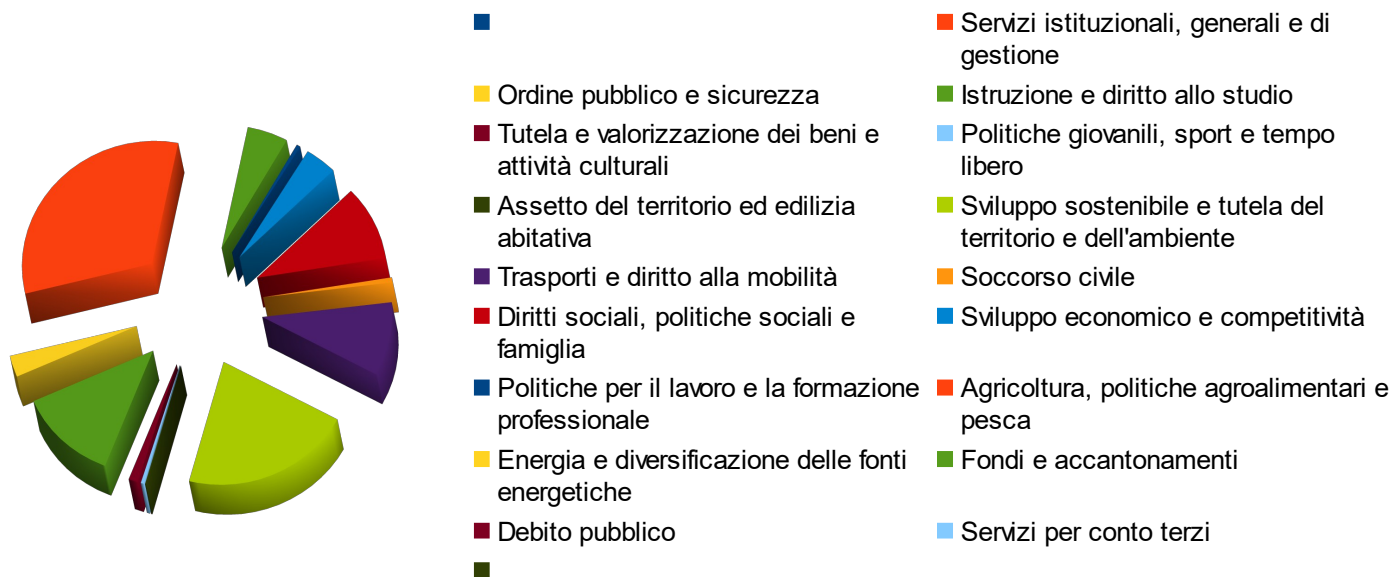 Servizi istituzionali, generali e di
gestione
Ordine pubblico e sicurezza
Istruzione e diritto allo studio
Tutela e valorizzazione dei beni e
attività culturali
Politiche giovanili, sport e tempo
libero
Assetto del territorio ed edilizia
abitativa
Sviluppo sostenibile e tutela del
territorio e dell'ambiente
Trasporti e diritto alla mobilità
Soccorso civile
Diritti sociali, politiche sociali e
famiglia
Sviluppo economico e competitività
Politiche per il lavoro e la formazione
professionale
Agricoltura, politiche agroalimentari e
pesca
Energia e diversificazione delle fonti
energetiche
Fondi e accantonamenti
Debito pubblico
Servizi per conto terzi